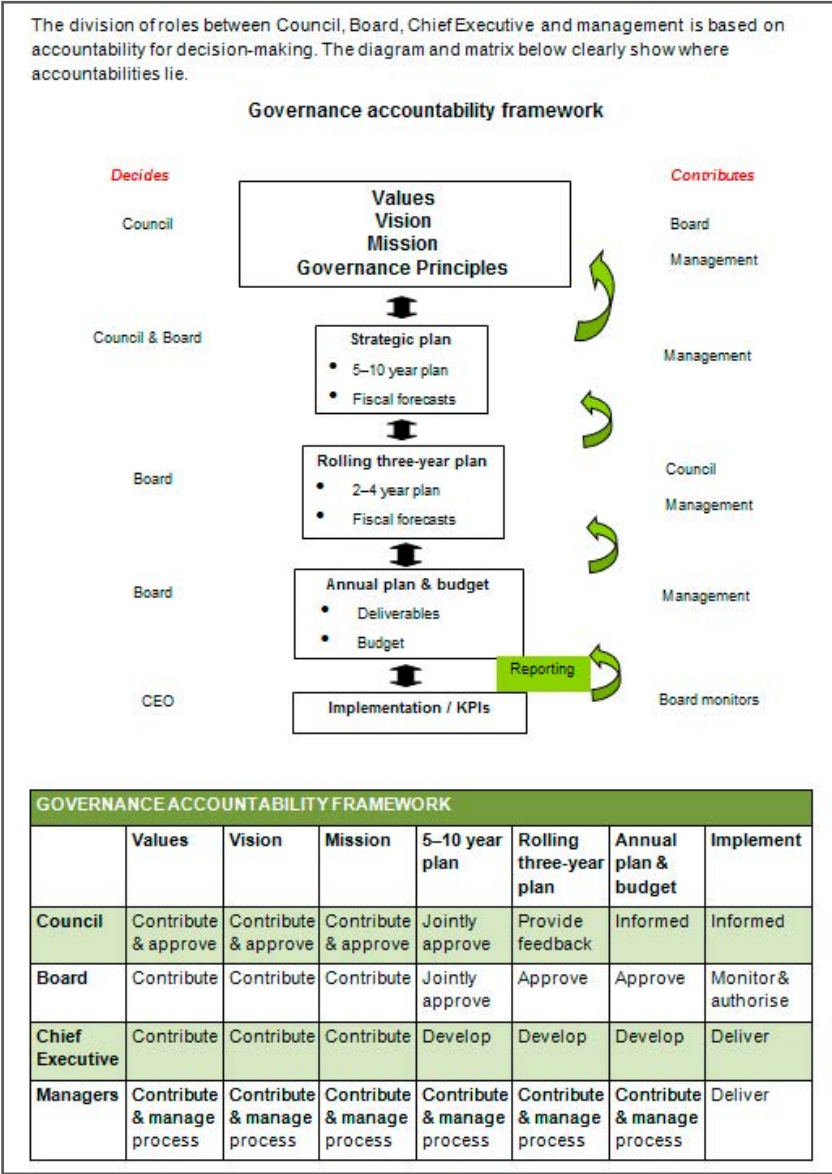 The division of roles between Council, Board, Chief Executive and management is based on
accountability for decision-making. The diagram and matrix below clearly show where
accountabilities lie.
Governance accountability framework
Decides
Contributes
Council
Values
Vision
Mission
Governance Principles
Board
Management
Council & Board
Strategic plan
• 5–10 year plan
• Fiscal forecasts
Management
Board
Rolling three-year plan
• 2–4 year plan
• Fiscal forecasts
Council
Management
Board
Annual plan & budget
• Deliverables
• Budget
Management
Reporting
CEO
Implementation / KPIs
Board monitors
GOVERNANCE ACCOUNTABILITY FRAMEWORK
Values Vision Mission 5–10 year Rolling Annual Implement
plan three-year plan &
plan budget
Council Contribute Contribute Contribute Jointly Provide Informed Informed
& approve & approve & approve approve feedback
Board Contribute Contribute Contribute Jointly Approve Approve Monitor &
approve authorise
Chief Contribute Contribute Contribute Develop Develop Develop Deliver
Executive
Managers Contribute Contribute Contribute Contribute Contribute Contribute Deliver
& manage & manage & manage & manage & manage & manage
process process process process process process